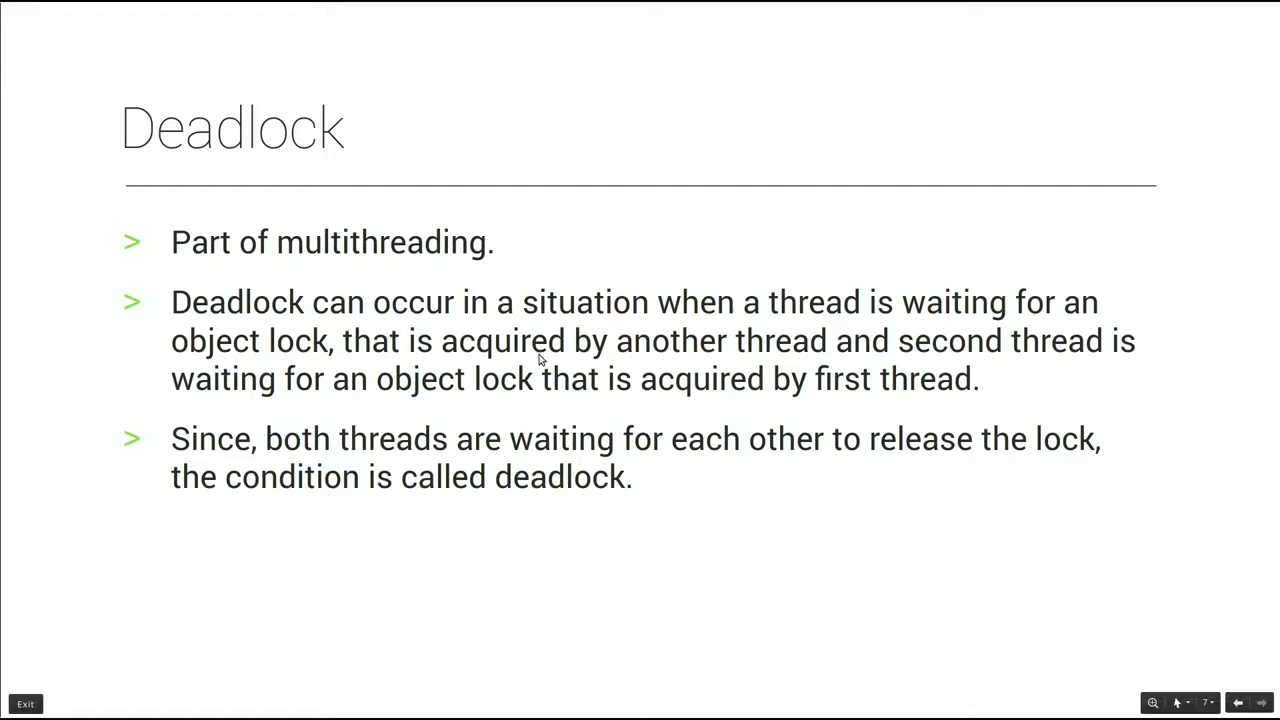 Deadlock
> Part of multithreading.
> Deadlock can occur in a situation when a thread is waiting for an
object lock, that is acquired by another thread and second thread is
waiting for an object lock that is acquired by first thread.
> Since, both threads are waiting for each other to release the lock,
the condition is called deadlock.
Exit
7